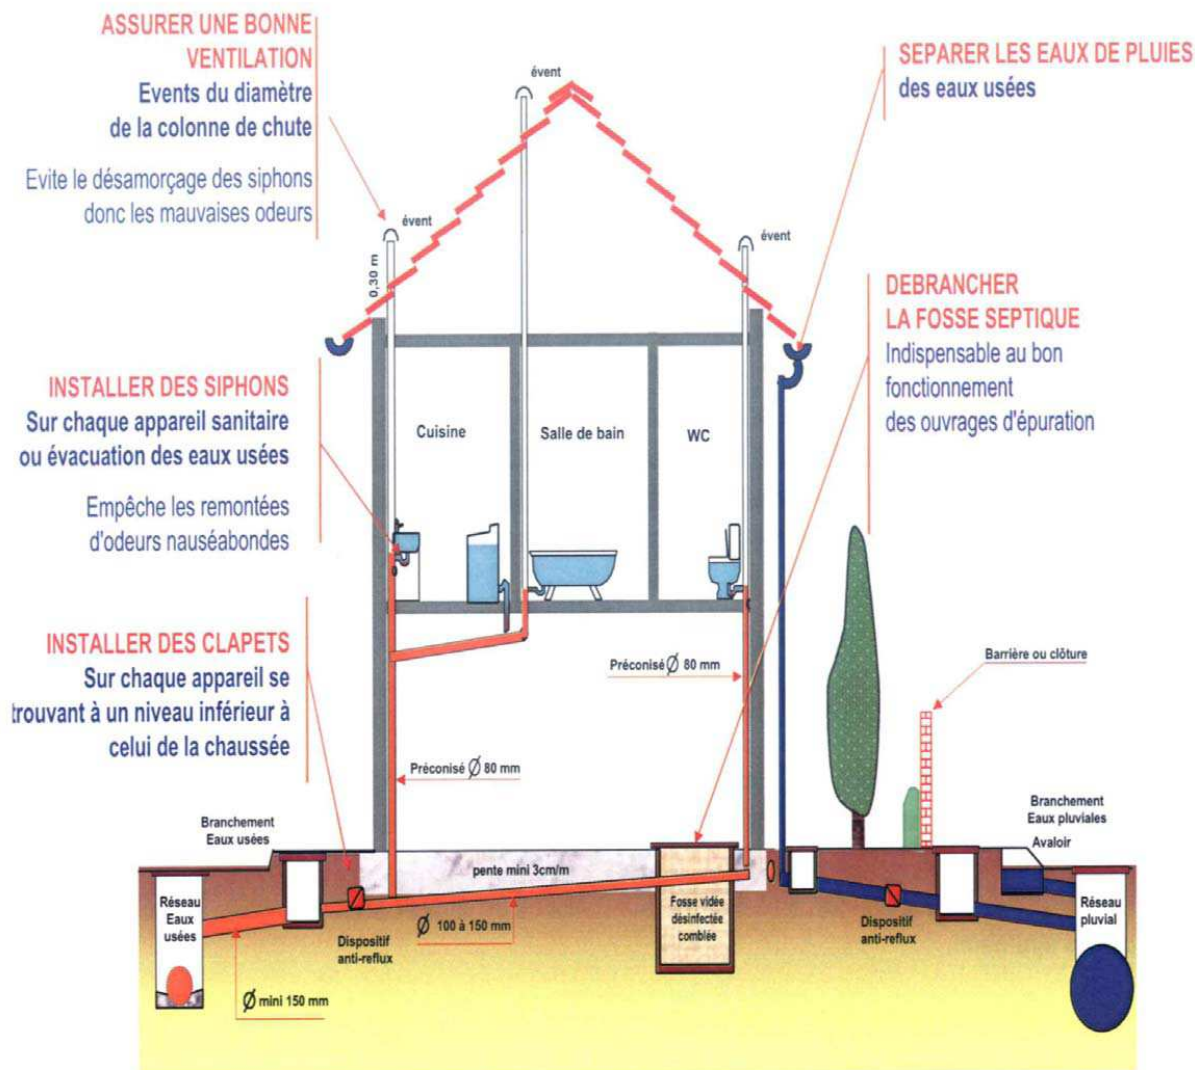 ASSURER UNE BONNE
VENTILATION
Events du diamètre
de la colonne de chute
Evite le désamorçage des siphons
donc les mauvaises odeurs
évent
évent
évent
0,30 m
SEPARER LES EAUX DE PLUIES
des eaux usées
DEBRANCHER
LA FOSSE SEPTIQUE
Indispensable au bon
fonctionnement
des ouvrages d'épuration
INSTALLER DES SIPHONS
Sur chaque appareil sanitaire
ou évacuation des eaux usées
Empêche les remontées
d'odeurs nauséabondes
Cuisine
Salle de bain
WC
INSTALLER DES CLAPETS
Sur chaque appareil se
trouvant à un niveau inférieur à
celui de la chaussée
Préconisé Ø 80 mm
Barrière ou clôture
Préconisé Ø 80 mm
Branchement
Eaux usées
Branchement
Eaux pluviales
Avaloir
pente mini 3cm/m
Réseau
Eaux
usées
Fosse vidée
désinfectée
comblée
Réseau
pluvial
Ø 100 à 150 mm
Dispositif
anti-reflux
Dispositif
anti-reflux
Ø mini 150 mm